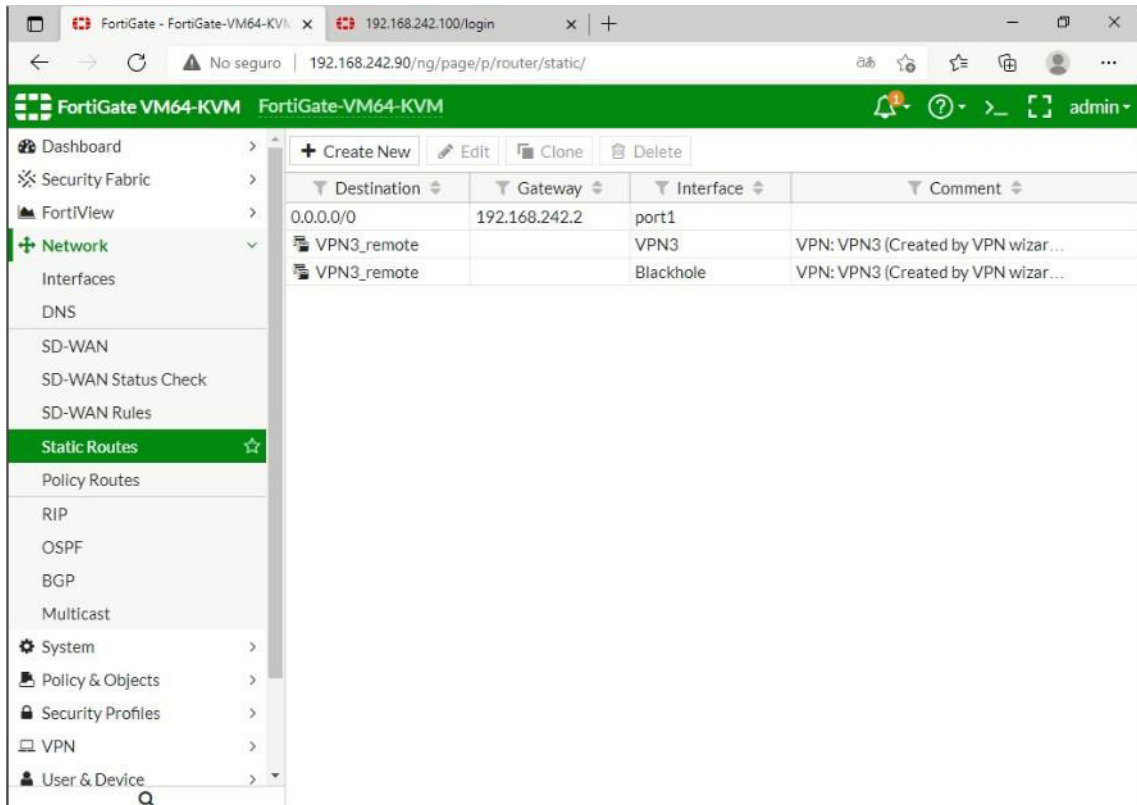 FortiGate - FortiGate-VM64-KVM
192.168.242.100/login
No seguro | 192.168.242.90/ng/page/p/router/static/
FortiGate VM64-KVM FortiGate-VM64-KVM
1
>_
admin
Dashboard
Security Fabric
FortiView
Network
Interfaces
DNS
SD-WAN
SD-WAN Status Check
SD-WAN Rules
Static Routes
Policy Routes
RIP
OSPF
BGP
Multicast
System
Policy & Objects
Security Profiles
VPN
User & Device
+ Create New Edit Clone Delete
Destination Gateway Interface Comment
0.0.0.0/0 192.168.242.2 port1
VPN3_remote VPN3 VPN: VPN3 (Created by VPN wizar...
VPN3_remote Blackhole VPN: VPN3 (Created by VPN wizar...